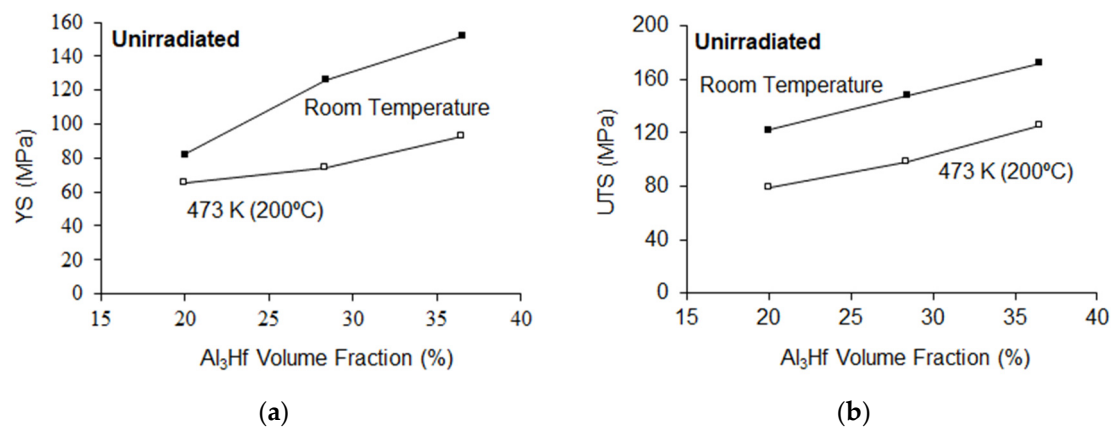 160
140
120
100
80
60
40
20
0
YS (MPa)
Unirradiated
Room Temperature
473 K (200ºC)
15 20 25 30 35 40
Al₃Hf Volume Fraction (%)
(a)
200
160
120
80
40
0
UTS (MPa)
Unirradiated
Room Temperature
473 K (200ºC)
15 20 25 30 35 40
Al₃Hf Volume Fraction (%)
(b)